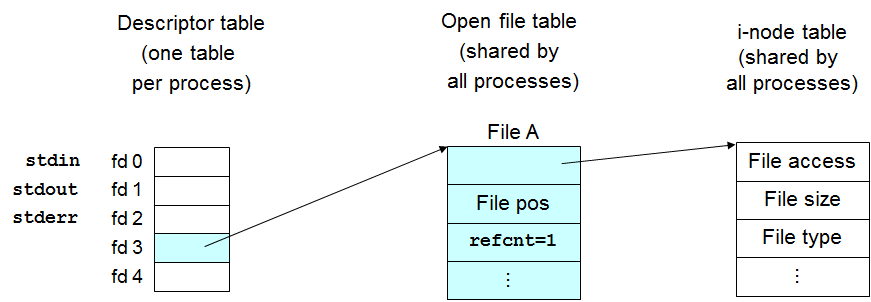 Descriptor table
(one table
per process)
Open file table
(shared by
all processes)
i-node table
(shared by
all processes)
File A
stdin fd 0
stdout fd 1
stderr fd 2
fd 3
fd 4
File pos
refcnt=1
⋮
File access
File size
File type
⋮